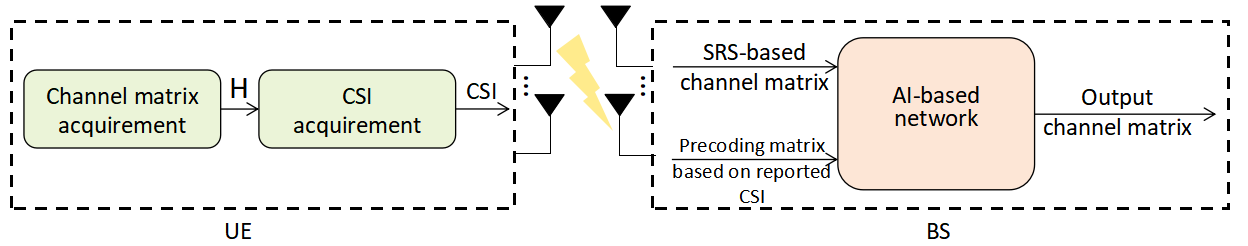 Channel matrix
acquirement
H
CSI
acquirement
CSI
SRS-based
channel matrix
Precoding matrix
based on reported
CSI
AI-based
network
Output
channel matrix
UE
BS